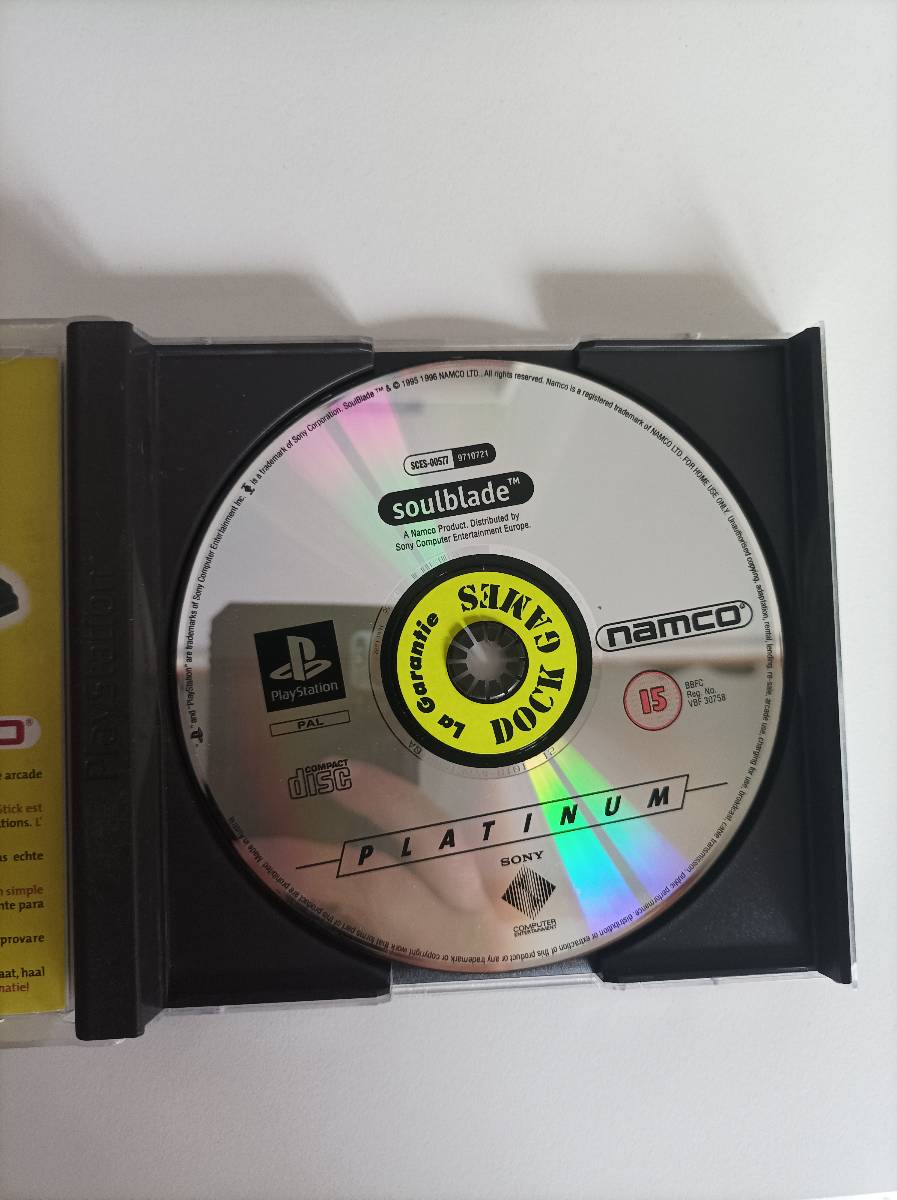 PlayStation
O®
e arcade
Stick est
tions. L'
as echte
n simple
nte para
provare
aat, haal
matie!
" and "PlayStation" are trademarks of Sony Computer Entertainment Inc. is a trademark of Sony Corporation. SoulBlade ™ & © 1995 1996 NAMCO LTD., All rights reserved. Namco is a registered trademark of NAMCO LTD. FOR HOME USE ONLY. Unauthorised copying, adaptation, rental, lending, re-sale, arcade use, charging for use, broadcast, cable transmission, public performance, distribution or extraction of this product or any trademark or copyright work that forms part of this product are prohibited. Made in Austria
SCES-00577 9710721
soulblade™
A Namco Product. Distributed by
Sony Computer Entertainment Europe.
La Garantie
DOCK GAMES
namco®
PlayStation
PAL
15
BBFC
Reg. No.
VBF 30758
COMPACT
disc
PLATINUM
SONY
COMPUTER
ENTERTAINMENT